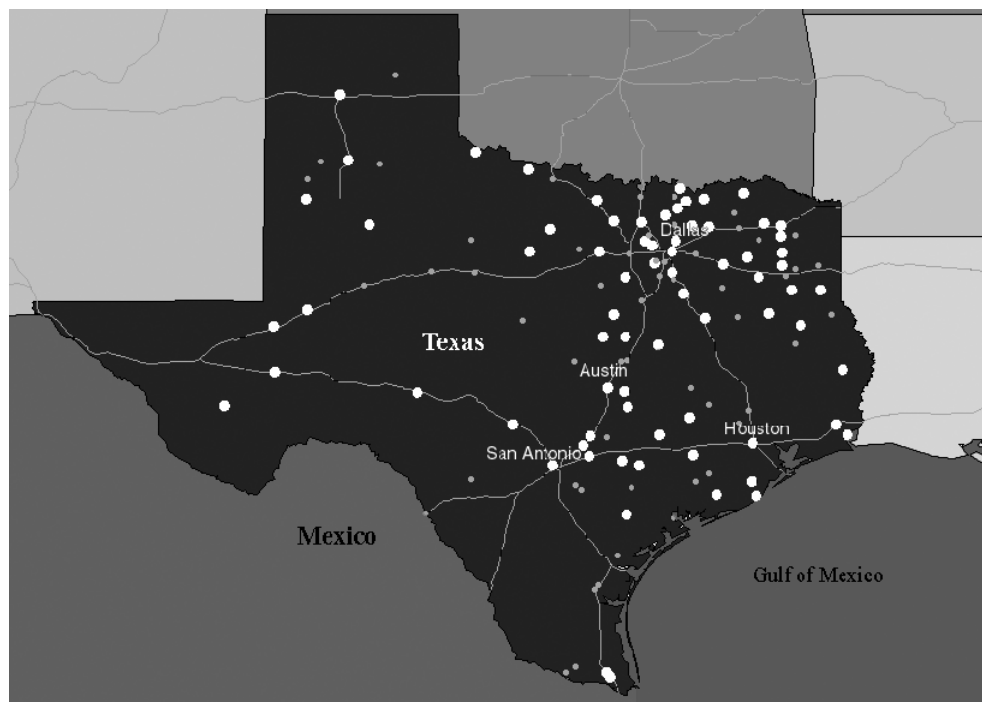 Dallas
Texas
Austin
Houston
San Antonio
Mexico
Gulf of Mexico